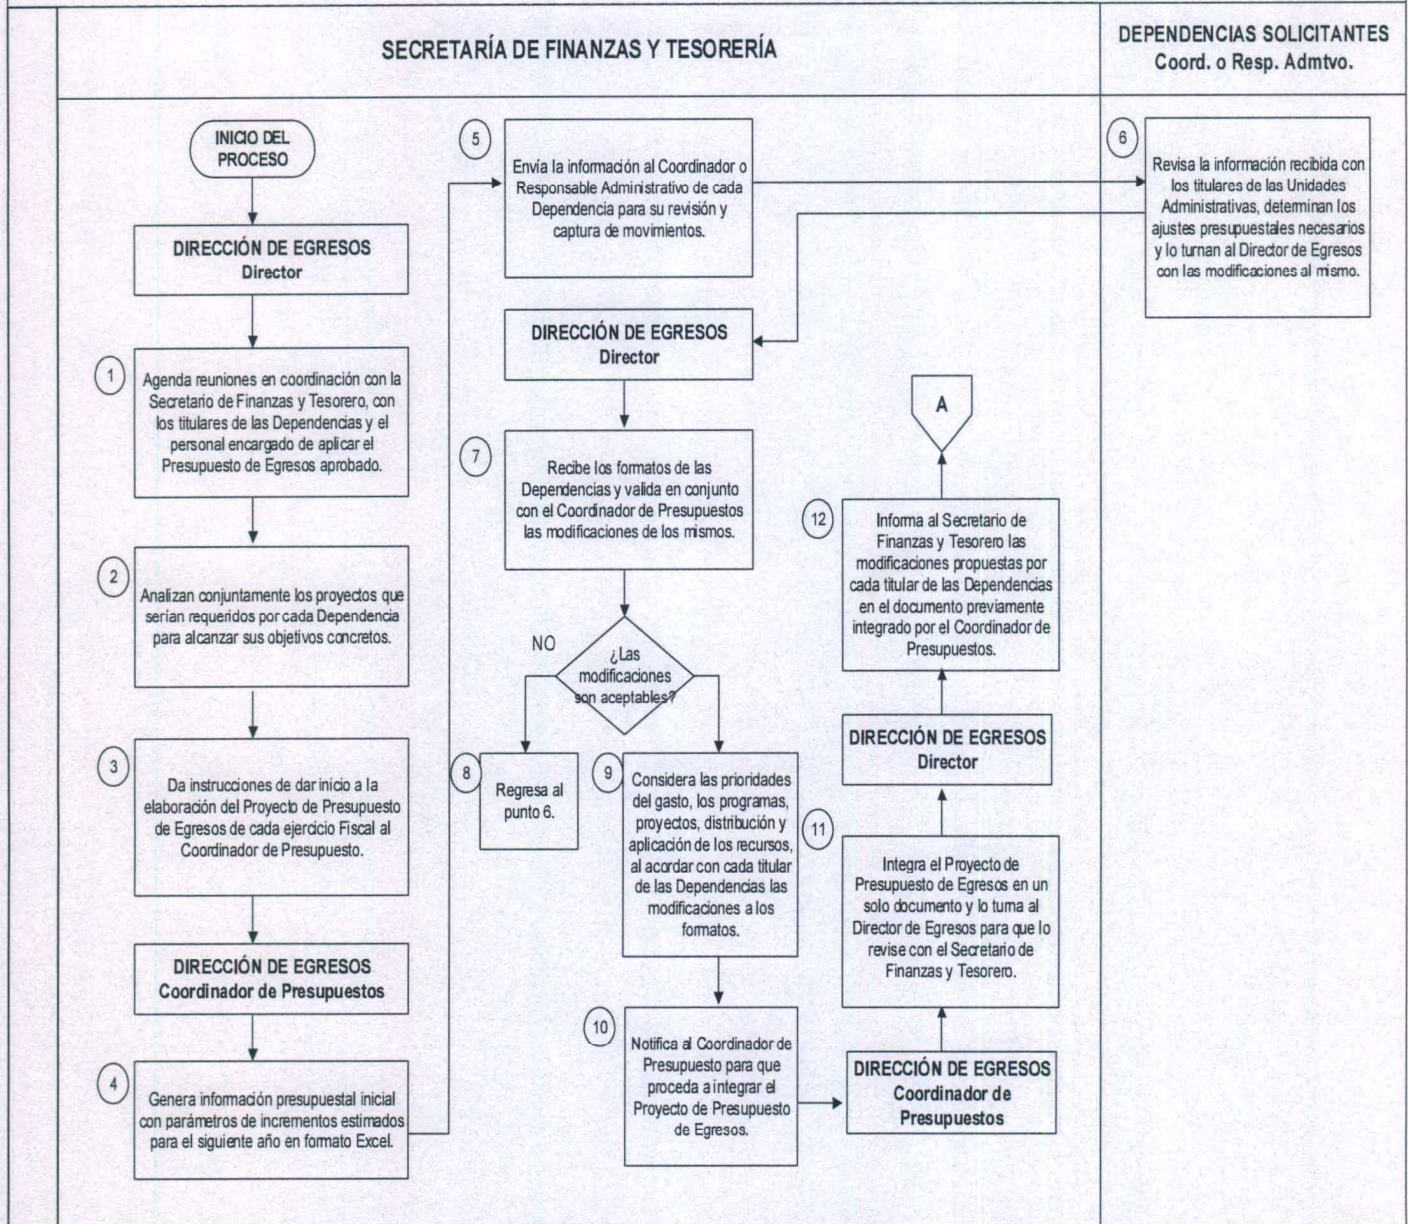 SECRETARÍA DE FINANZAS Y TESORERÍA
DEPENDENCIAS SOLICITANTES
Coord. o Resp. Admtvo.
INICIO DEL
PROCESO
DIRECCIÓN DE EGRESOS
Director
1
Agenda reuniones en coordinación con la
Secretario de Finanzas y Tesorero, con
los titulares de las Dependencias y el
personal encargado de aplicar el
Presupuesto de Egresos aprobado.
2
Analizan conjuntamente los proyectos que
serían requeridos por cada Dependencia
para alcanzar sus objetivos concretos.
3
Da instrucciones de dar inicio a la
elaboración del Proyecto de Presupuesto
de Egresos de cada ejercicio Fiscal al
Coordinador de Presupuesto.
DIRECCIÓN DE EGRESOS
Coordinador de Presupuestos
4
Genera información presupuestal inicial
con parámetros de incrementos estimados
para el siguiente año en formato Excel.
5
Envía la información al Coordinador o
Responsable Administrativo de cada
Dependencia para su revisión y
captura de movimientos.
6
Revisa la información recibida con
los titulares de las Unidades
Administrativas, determinan los
ajustes presupuestales necesarios
y lo turnan al Director de Egresos
con las modificaciones al mismo.
DIRECCIÓN DE EGRESOS
Director
7
Recibe los formatos de las
Dependencias y valida en conjunto
con el Coordinador de Presupuestos
las modificaciones de los mismos.
NO
¿Las
modificaciones
son aceptables?
8
Regresa al
punto 6.
9
Considera las prioridades
del gasto, los programas,
proyectos, distribución y
aplicación de los recursos,
al acordar con cada titular
de las Dependencias las
modificaciones a los
formatos.
10
Notifica al Coordinador de
Presupuesto para que
proceda a integrar el
Proyecto de Presupuesto
de Egresos.
DIRECCIÓN DE EGRESOS
Coordinador de
Presupuestos
11
Integra el Proyecto de
Presupuesto de Egresos en un
solo documento y lo turna al
Director de Egresos para que lo
revise con el Secretario de
Finanzas y Tesorero.
DIRECCIÓN DE EGRESOS
Director
12
Informa al Secretario de
Finanzas y Tesorero las
modificaciones propuestas por
cada titular de las Dependencias
en el documento previamente
integrado por el Coordinador de
Presupuestos.
A